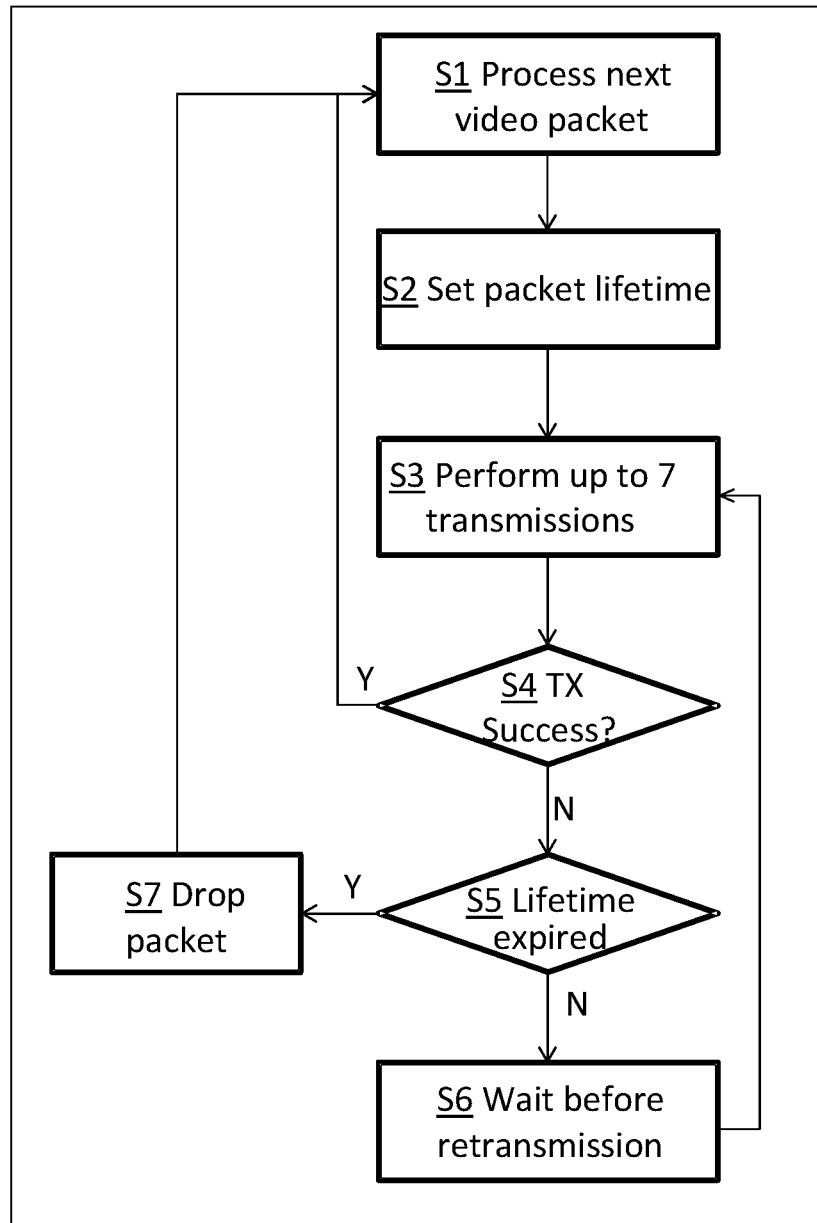 S1 Process next
video packet
S2 Set packet lifetime
S3 Perform up to 7
transmissions
Y
S4 TX
Success?
N
S7 Drop
packet
Y
S5 Lifetime
expired
N
S6 Wait before
retransmission